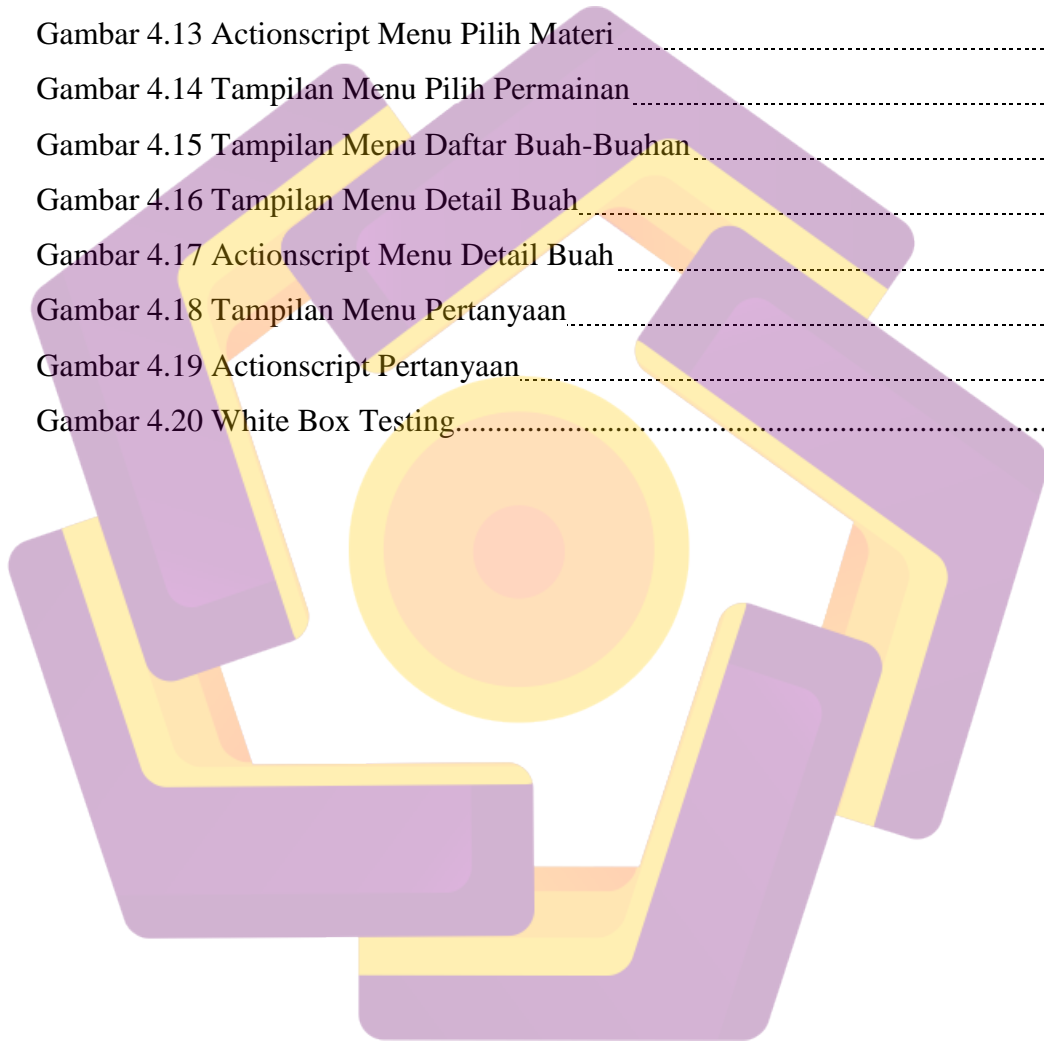 Gambar 4.13 Actionscript Menu Pilih Materi
Gambar 4.14 Tampilan Menu Pilih Permainan
Gambar 4.15 Tampilan Menu Daftar Buah-Buahan
Gambar 4.16 Tampilan Menu Detail Buah
Gambar 4.17 Actionscript Menu Detail Buah
Gambar 4.18 Tampilan Menu Pertanyaan
Gambar 4.19 Actionscript Pertanyaan
Gambar 4.20 White Box Testing